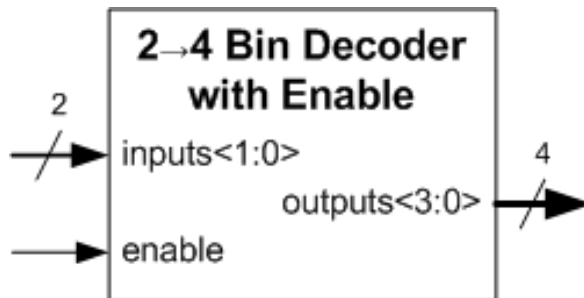 2→4 Bin Decoder
with Enable
2
inputs<1:0>
4
outputs<3:0>
enable